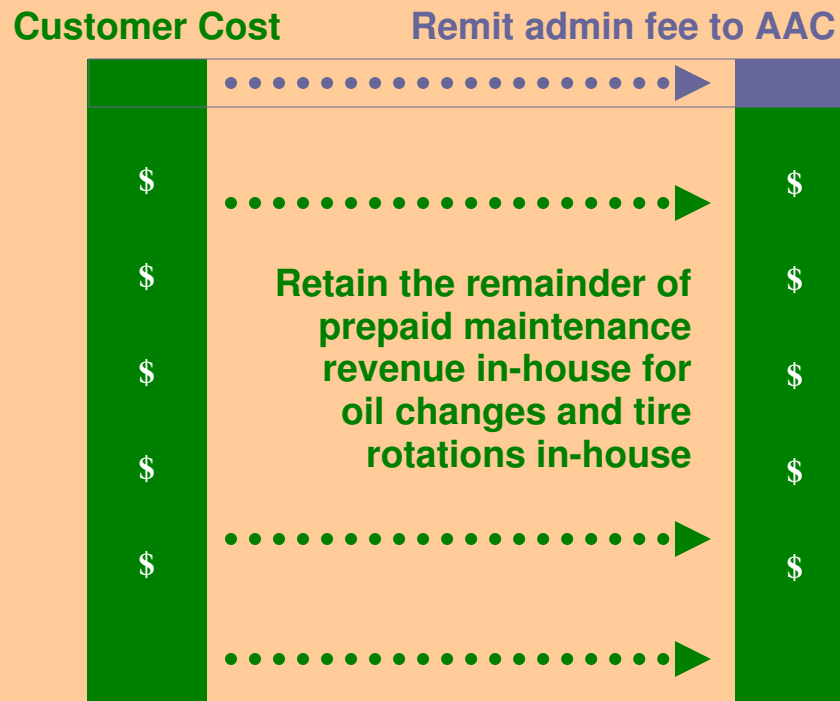 Customer Cost
Remit admin fee to AAC
$ $
$ $
Retain the remainder of
prepaid maintenance
revenue in-house for
oil changes and tire
rotations in-house
$ $
$ $
$ $